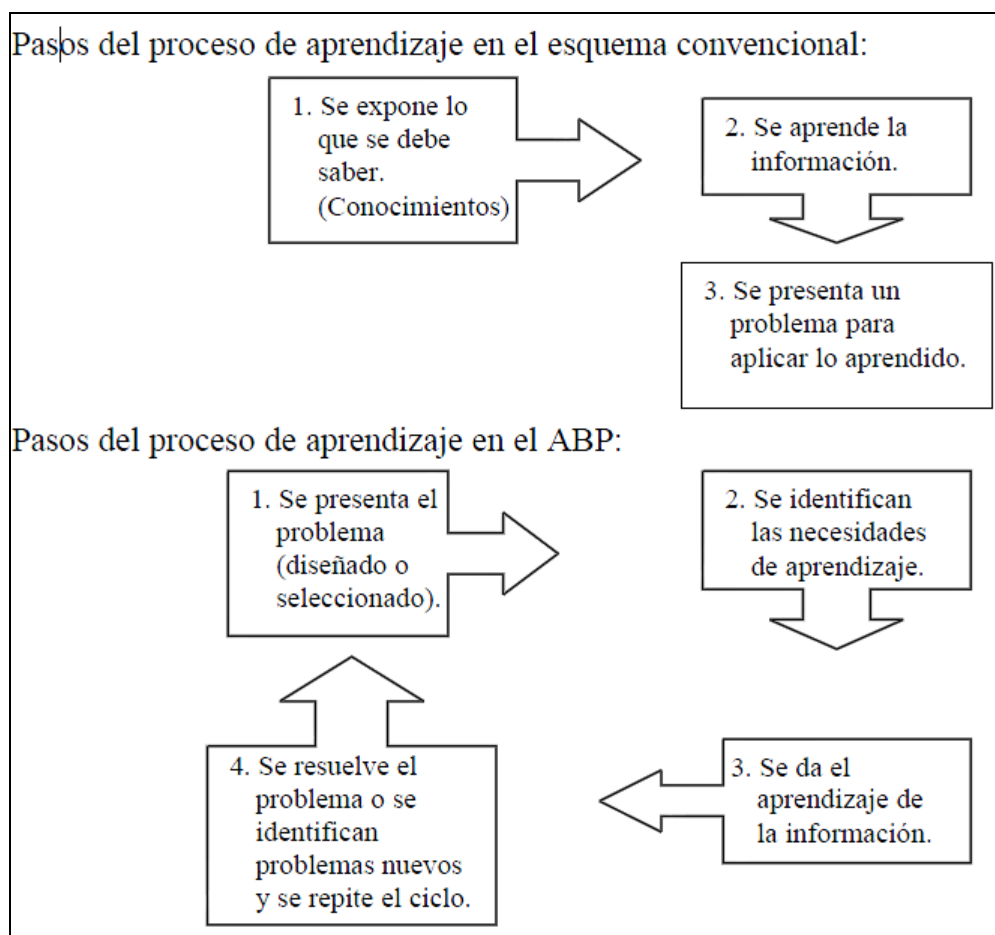 Pasos del proceso de aprendizaje en el esquema convencional:
1. Se expone lo
que se debe
saber.
(Conocimientos)
2. Se aprende la
información.
3. Se presenta un
problema para
aplicar lo aprendido.
Pasos del proceso de aprendizaje en el ABP:
1. Se presenta el
problema
(diseñado o
seleccionado).
2. Se identifican
las necesidades
de aprendizaje.
3. Se da el
aprendizaje de
la información.
4. Se resuelve el
problema o se
identifican
problemas nuevos
y se repite el ciclo.